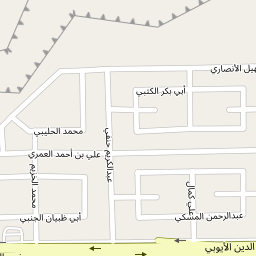 هيل الأنصاري
أبي بكر الكتبي
محمد الحليبي
عبدالكريم حنفي
علي بن أحمد العمري
محمد الخريم
علي كمال
أبي ظبيان الجنبي
عبدالرحمن المسكي
الدين الأيوبي